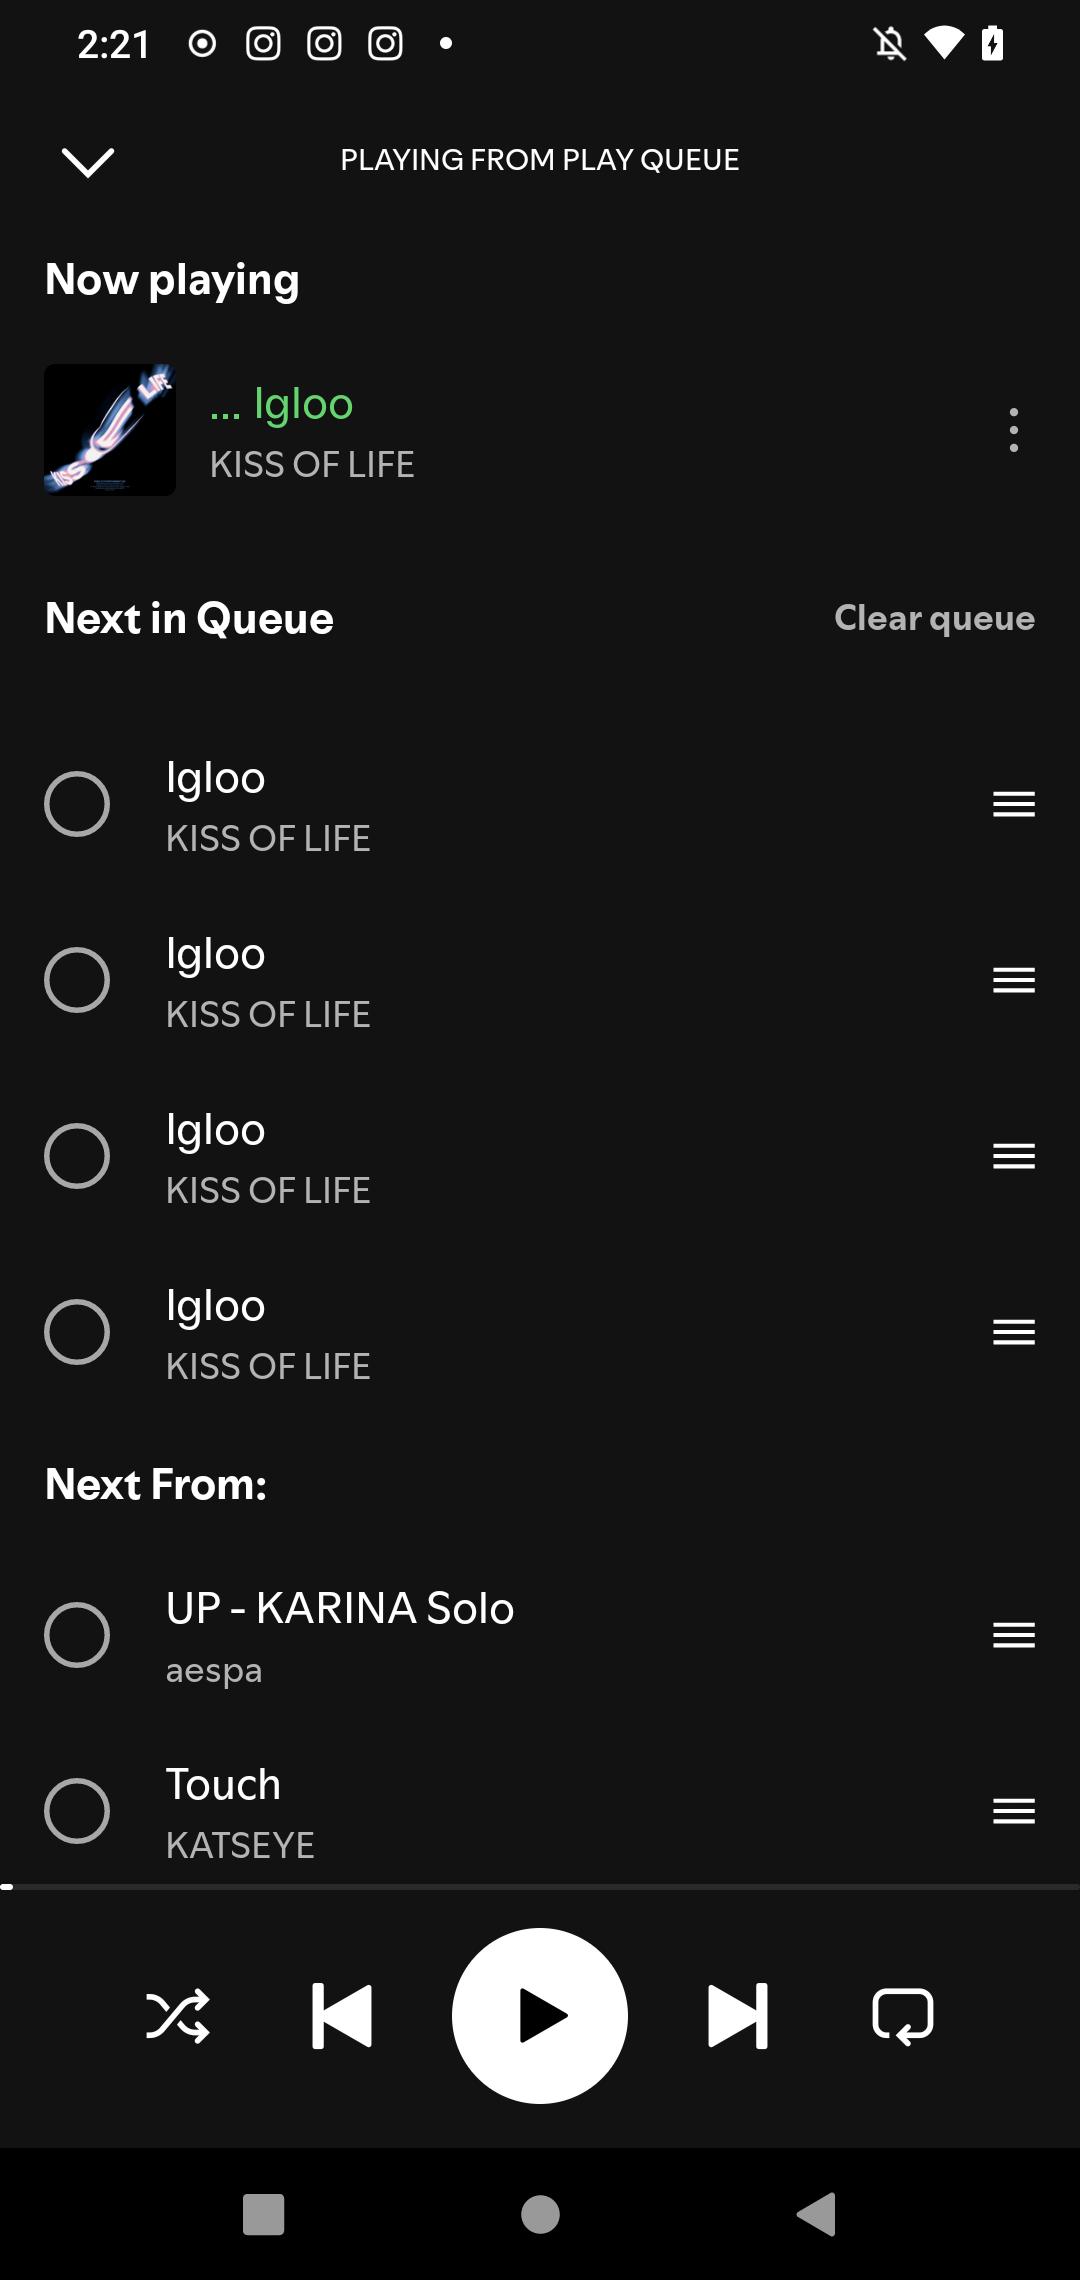 2:21
PLAYING FROM PLAY QUEUE
Now playing
... Igloo
KISS OF LIFE
Next in Queue
Clear queue
Igloo
KISS OF LIFE
Igloo
KISS OF LIFE
Igloo
KISS OF LIFE
Igloo
KISS OF LIFE
Next From:
UP - KARINA Solo
aespa
Touch
KATSEYE